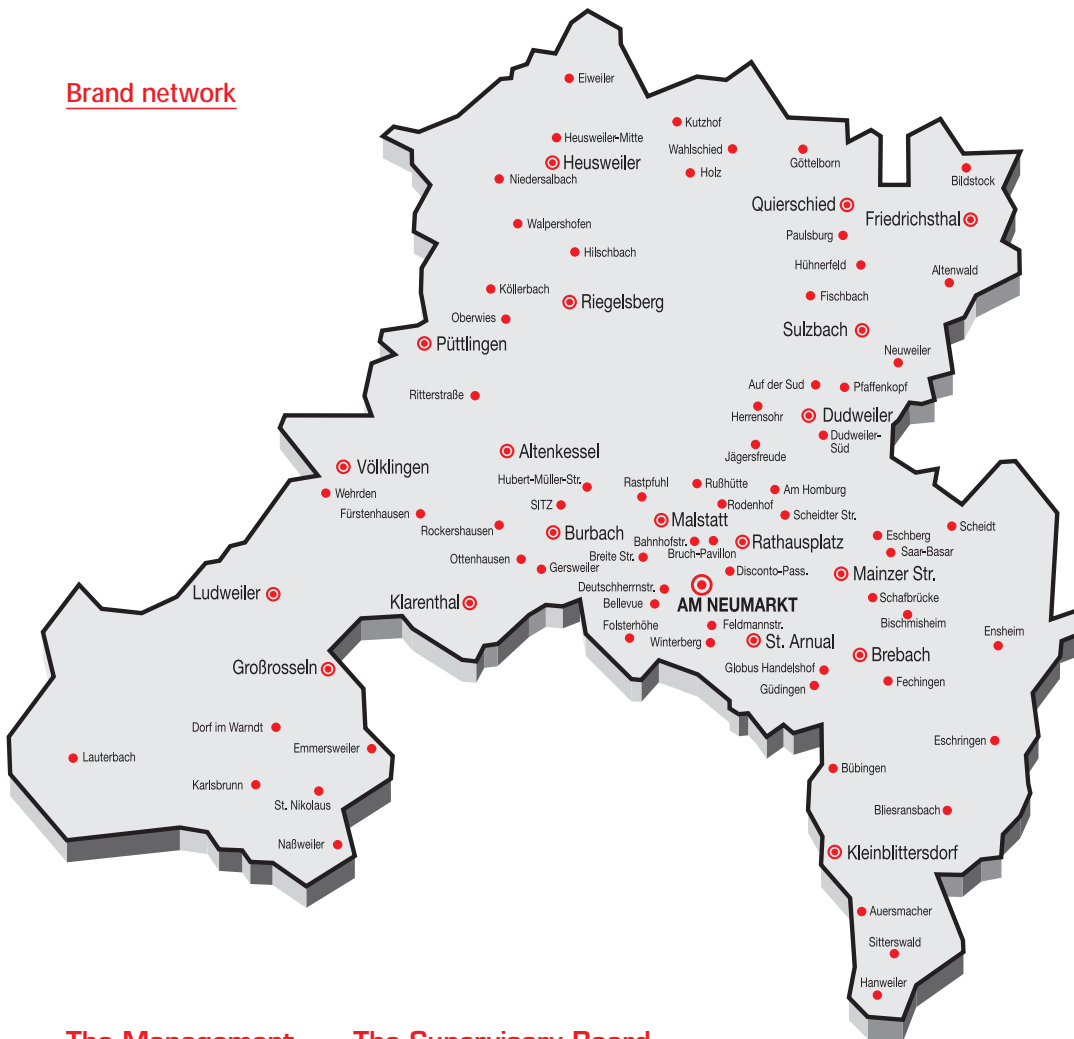 Brand network
Eiweiler
Kutzhof
Heusweiler-Mitte
Wahlschied
Göttelborn
Heusweiler
Holz
Bildstock
Niedersalbach
Quierschied
Friedrichsthal
Walpershofen
Paulsburg
Hilschbach
Hühnerfeld
Altenwald
Köllerbach
Fischbach
Riegelsberg
Oberwies
Sulzbach
Püttlingen
Neuweiler
Auf der Sud
Pfaffenkopf
Ritterstraße
Herrensohr
Dudweiler
Dudweiler-
Süd
Jägersfreude
Altenkessel
Völklingen
Hubert-Müller-Str.
Rastpfuhl
Rußhütte
Am Homburg
Wehrden
SITZ
Rodenhof
Fürstenhausen
Scheidter Str.
Malstatt
Rockershausen
Scheidt
Burbach
Eschberg
Bahnhofstr.
Rathausplatz
Bruch-Pavillon
Saar-Basar
Breite Str.
Ottenhausen
Gersweiler
Disconto-Pass.
Mainzer Str.
Deutschherrnstr.
Ludweiler
Klarenthal
Bellevue
AM NEUMARKT
Schafbrücke
Bischmisheim
Folsterhöhe
Feldmannstr.
Winterberg
St. Arnual
Ensheim
Brebach
Großrosseln
Globus Handelshof
Güdingen
Fechingen
Dorf im Warndt
Emmersweiler
Eschringen
Lauterbach
Bübingen
Karlsbrunn
St. Nikolaus
Bliesransbach
Naßweiler
Kleinblittersdorf
Auersmacher
Sitterswald
Hanweiler
The Management
The Supervisory Board